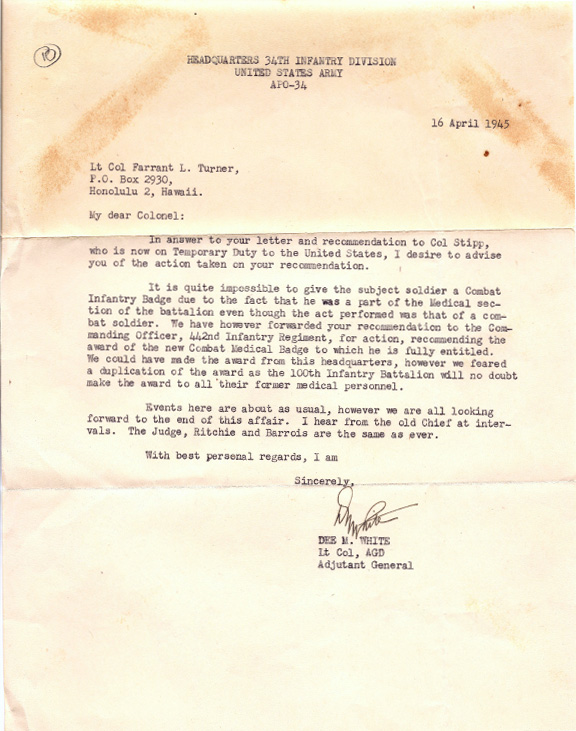 B
HEADQUARTERS 34TH INFANTRY DIVISION
UNITED STATES ARMY
APO-34
16 April 1945
Lt Col Farrant L. Turner,
P.O. Box 2930,
Honolulu 2, Hawaii.
My dear Colonel:
In answer to your letter and recommendation to Col Stipp,
who is now on Temporary Duty to the United States, I desire to advise
you of the action taken on your recommendation.
It is quite impossible to give the subject soldier a Combat
Infantry Badge due to the fact that he was a part of the Medical sec-
tion of the battalion even though the act performed was that of a com-
bat soldier. We have however forwarded your recommendation to the Com-
manding Officer, 442nd Infantry Regiment, for action, recommending the
award of the new Combat Medical Badge to which he is fully entitled.
We could have made the award from this headquarters, however we feared
a duplication of the award as the 100th Infantry Battalion will no doubt
make the award to all their former medical personnel.
Events here are about as usual, however we are all looking
forward to the end of this affair. I hear from the old Chief at inter-
vals. The Judge, Ritchie and Barrois are the same as ever.
With best personal regards, I am
Sincerely,
DMWhite
DEE M. WHITE
Lt Col, AGD
Adjutant General